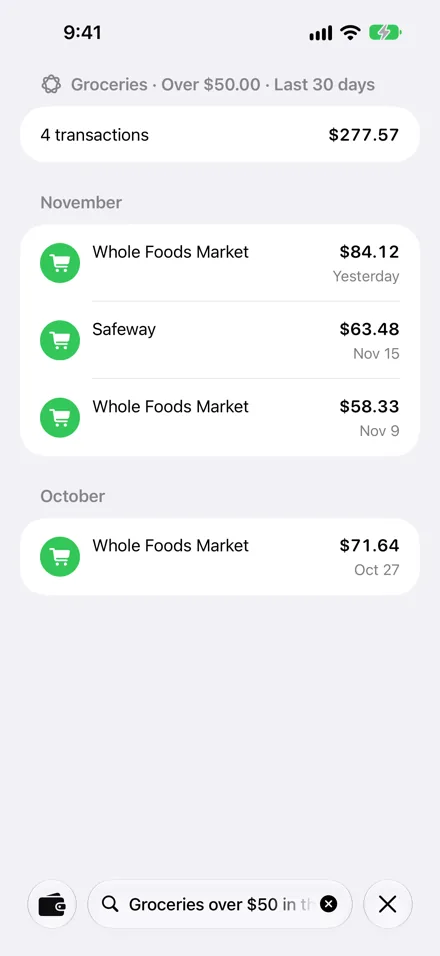 9:41
Groceries · Over $50.00 · Last 30 days
4 transactions $277.57
November
Whole Foods Market $84.12
Yesterday
Safeway $63.48
Nov 15
Whole Foods Market $58.33
Nov 9
October
Whole Foods Market $71.64
Oct 27
Groceries over $50 in th